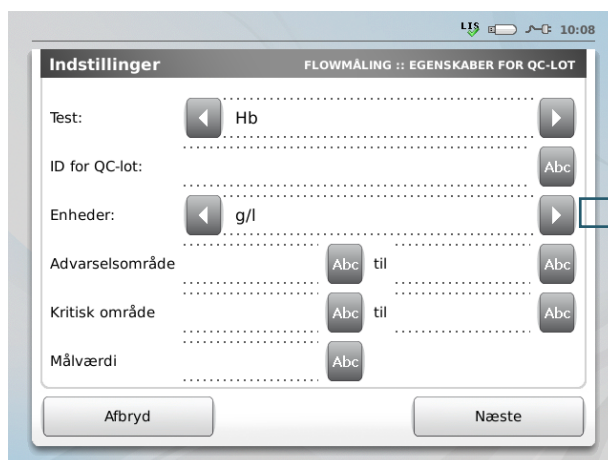 LIS 10:08
Indstillinger FLOWMÅLING :: EGENSKABER FOR QC-LOT
Test: Hb
ID for QC-lot: Abc
Enheder: g/l
Advarselsområde Abc til Abc
Kritisk område Abc til Abc
Målværdi Abc
Afbryd Næste